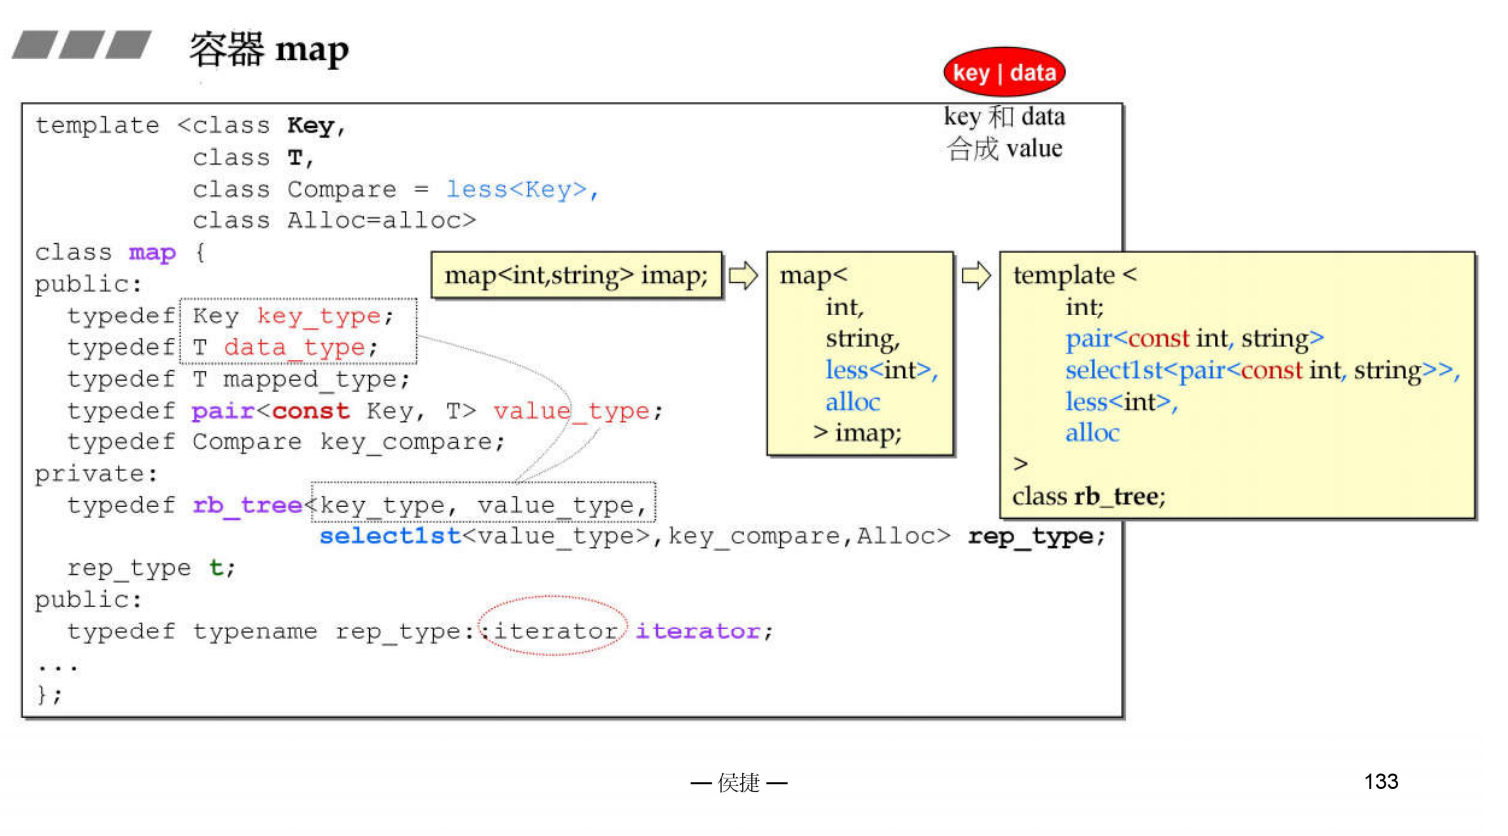 容器 map
key | data
key 和 data
合成 value
template <class Key,
class T,
class Compare = less<Key>,
class Alloc=alloc>
class map {
public:
typedef Key key_type;
typedef T data_type;
typedef T mapped_type;
typedef pair<const Key, T> value_type;
typedef Compare key_compare;
private:
typedef rb_tree<key_type, value_type,
select1st<value_type>,key_compare,Alloc> rep_type;
rep_type t;
public:
typedef typename rep_type::iterator iterator;
...
};
map<int,string> imap;
map<
int,
string,
less<int>,
alloc
> imap;
template <
int;
pair<const int, string>
select1st<pair<const int, string>>,
less<int>,
alloc
>
class rb_tree;
— 侯捷 —
133